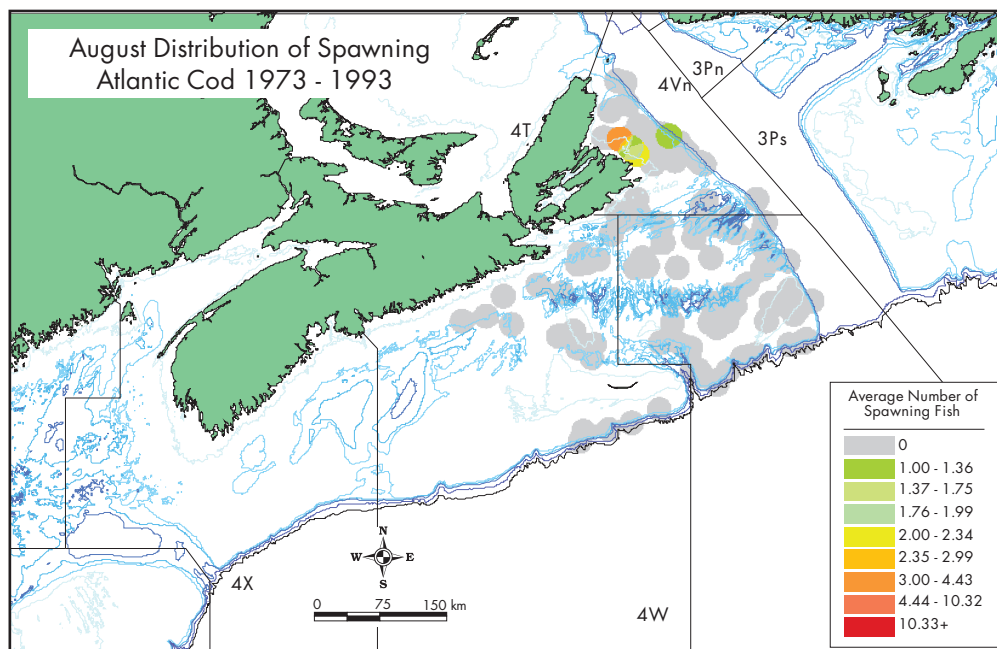 August Distribution of Spawning
Atlantic Cod 1973 - 1993
3Pn
4Vn
4T
3Ps
Average Number of
Spawning Fish
0
1.00 - 1.36
1.37 - 1.75
1.76 - 1.99
2.00 - 2.34
2.35 - 2.99
3.00 - 4.43
4.44 - 10.32
10.33+
N
W E
S
4X
0 75 150 km
4W